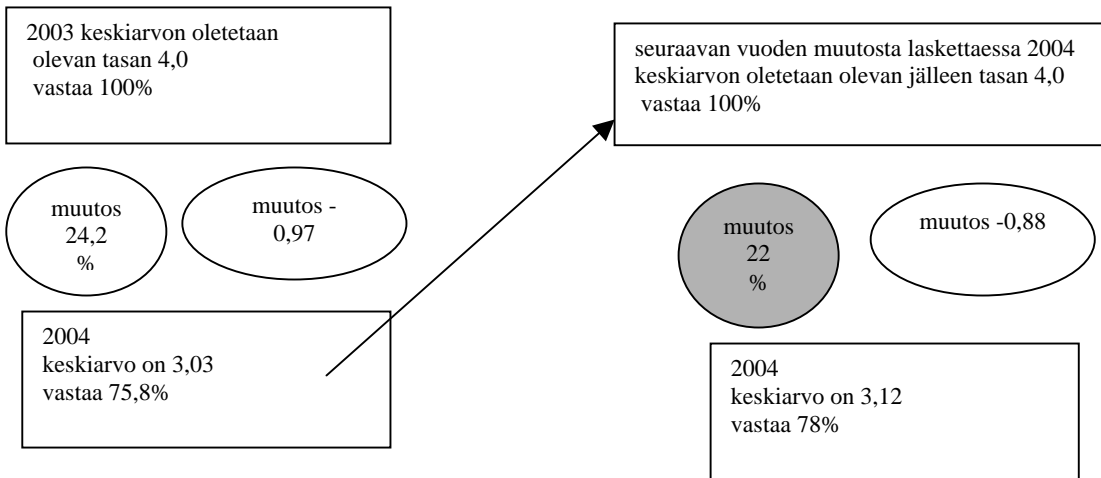 2003 keskiarvon oletetaan
olevan tasan 4,0
vastaa 100%
seuraavan vuoden muutosta laskettaessa 2004
keskiarvon oletetaan olevan jälleen tasan 4,0
vastaa 100%
muutos
24,2
%
muutos -
0,97
muutos
22
%
muutos -0,88
2004
keskiarvo on 3,03
vastaa 75,8%
2004
keskiarvo on 3,12
vastaa 78%